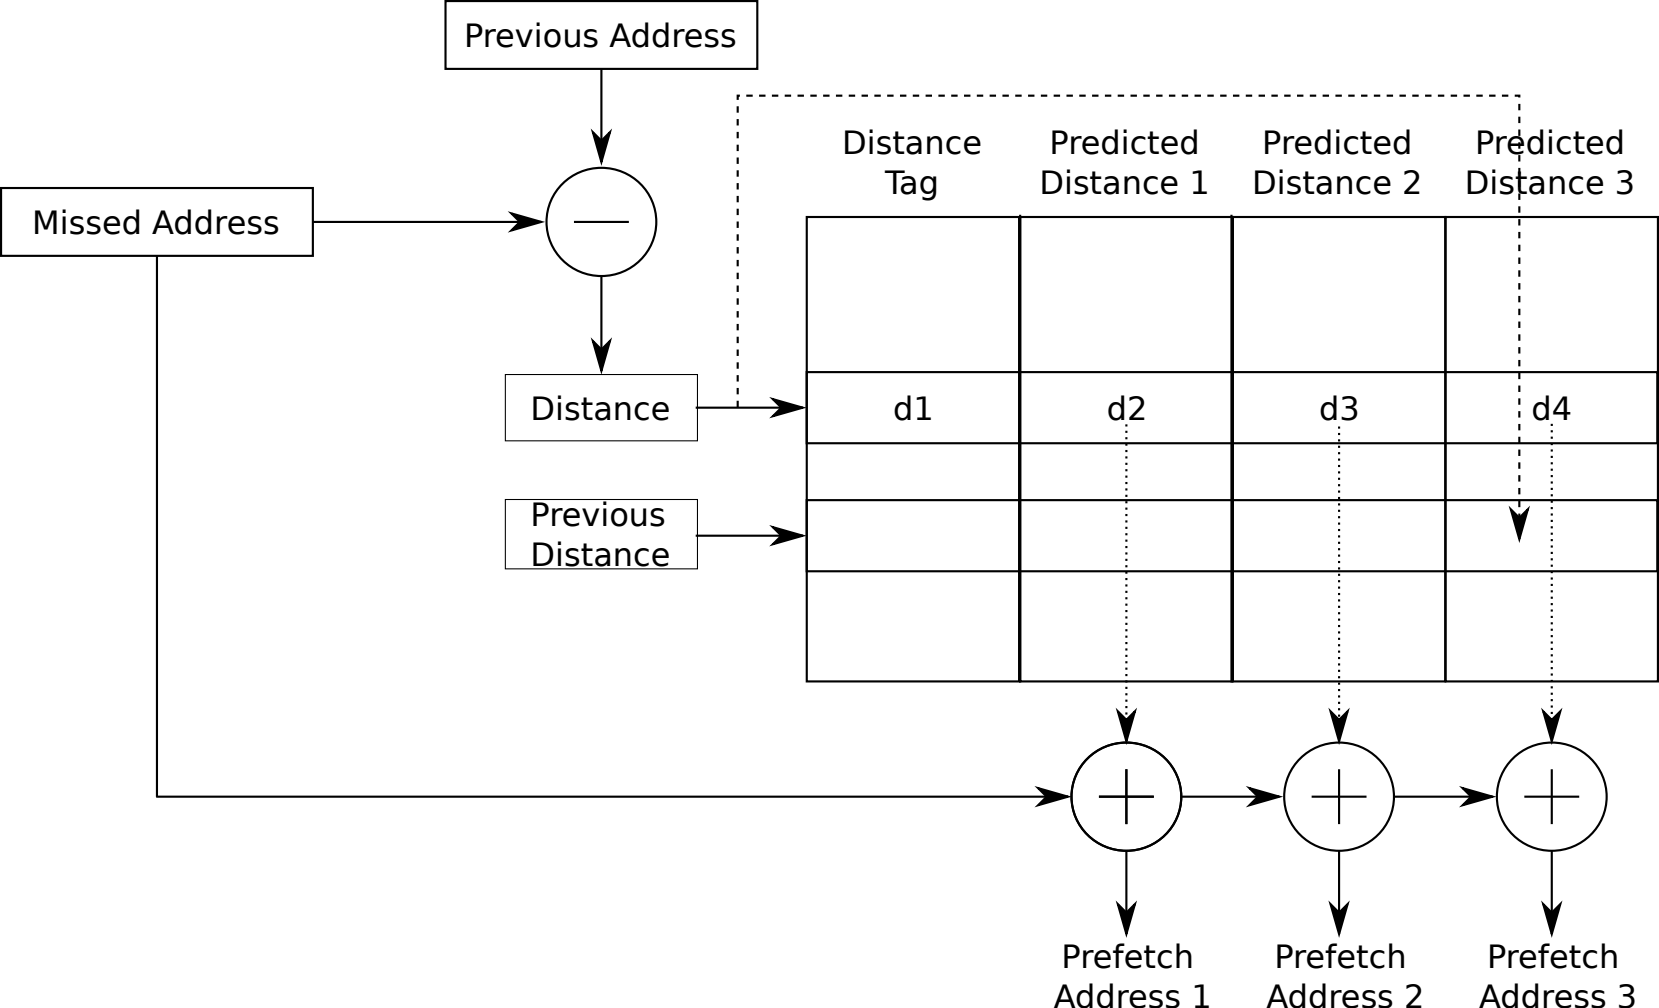 Previous Address
Missed Address
Distance
Tag
Predicted
Distance 1
Predicted
Distance 2
Predicted
Distance 3
Distance
d1
d2
d3
d4
Previous
Distance
Prefetch
Address 1
Prefetch
Address 2
Prefetch
Address 3